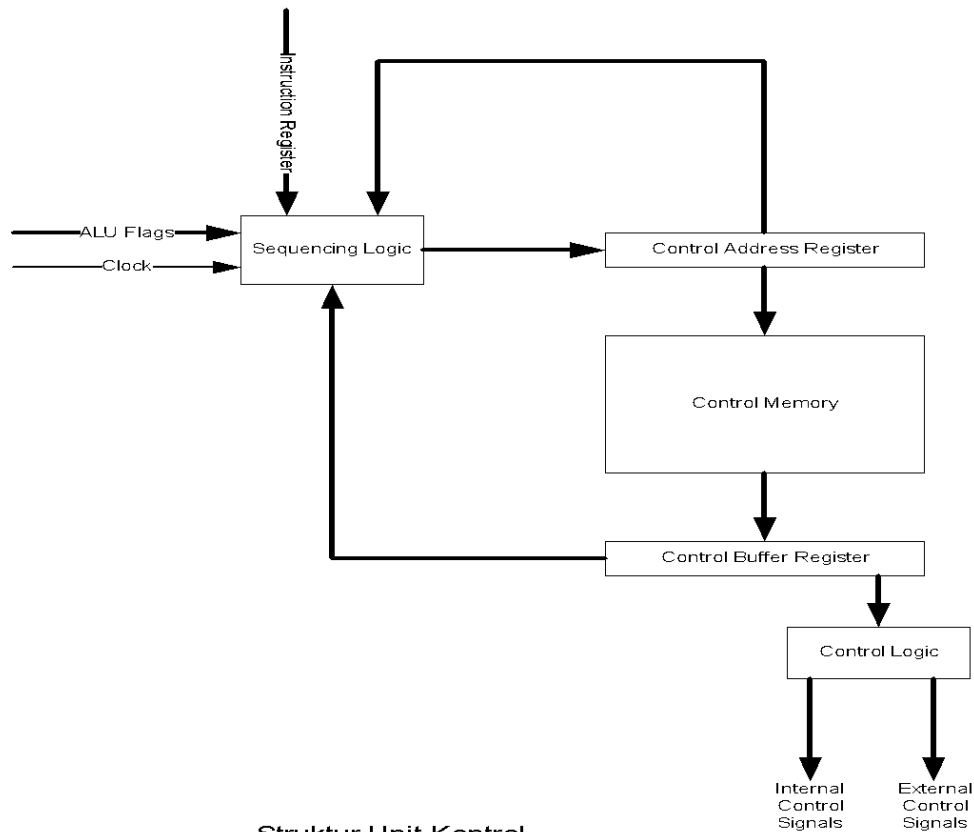 Instruction Register
ALU Flags
Clock
Sequencing Logic
Control Address Register
Control Memory
Control Buffer Register
Control Logic
Internal
Control
Signals
External
Control
Signals
Struktur Unit Kontrol